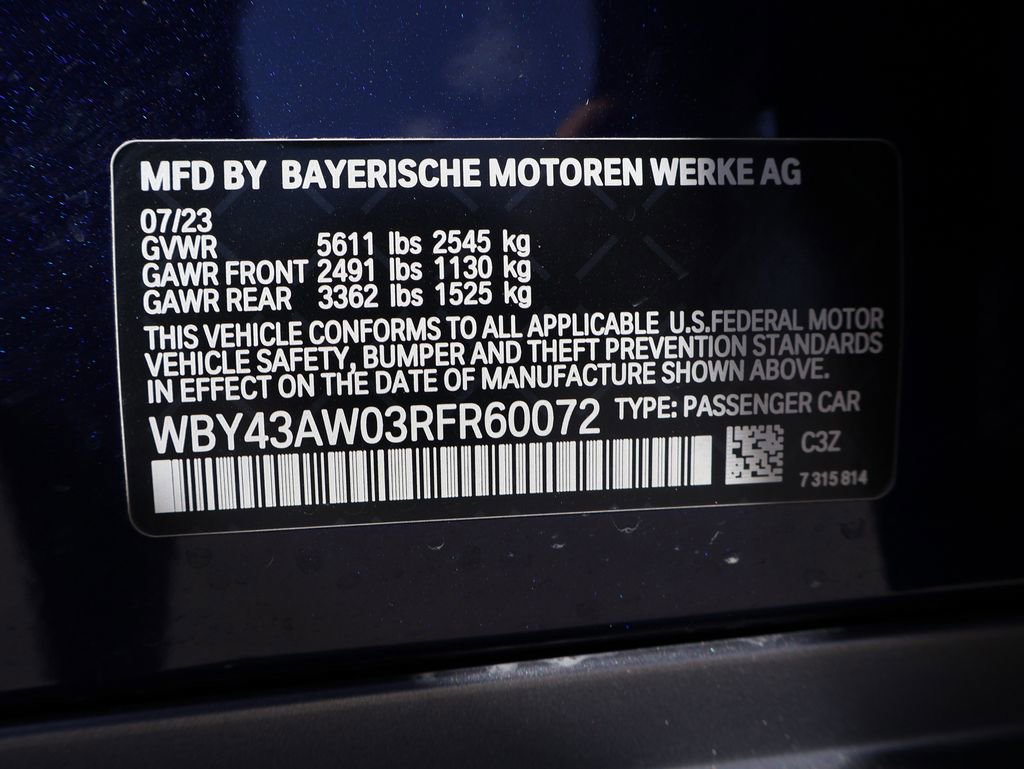 MFD BY BAYERISCHE MOTOREN WERKE AG
07/23
GVWR 5611 lbs 2545 kg
GAWR FRONT 2491 lbs 1130 kg
GAWR REAR 3362 lbs 1525 kg
THIS VEHICLE CONFORMS TO ALL APPLICABLE U.S.FEDERAL MOTOR
VEHICLE SAFETY, BUMPER AND THEFT PREVENTION STANDARDS
IN EFFECT ON THE DATE OF MANUFACTURE SHOWN ABOVE.
WBY43AW03RFR60072 TYPE: PASSENGER CAR
C3Z
7 315 814